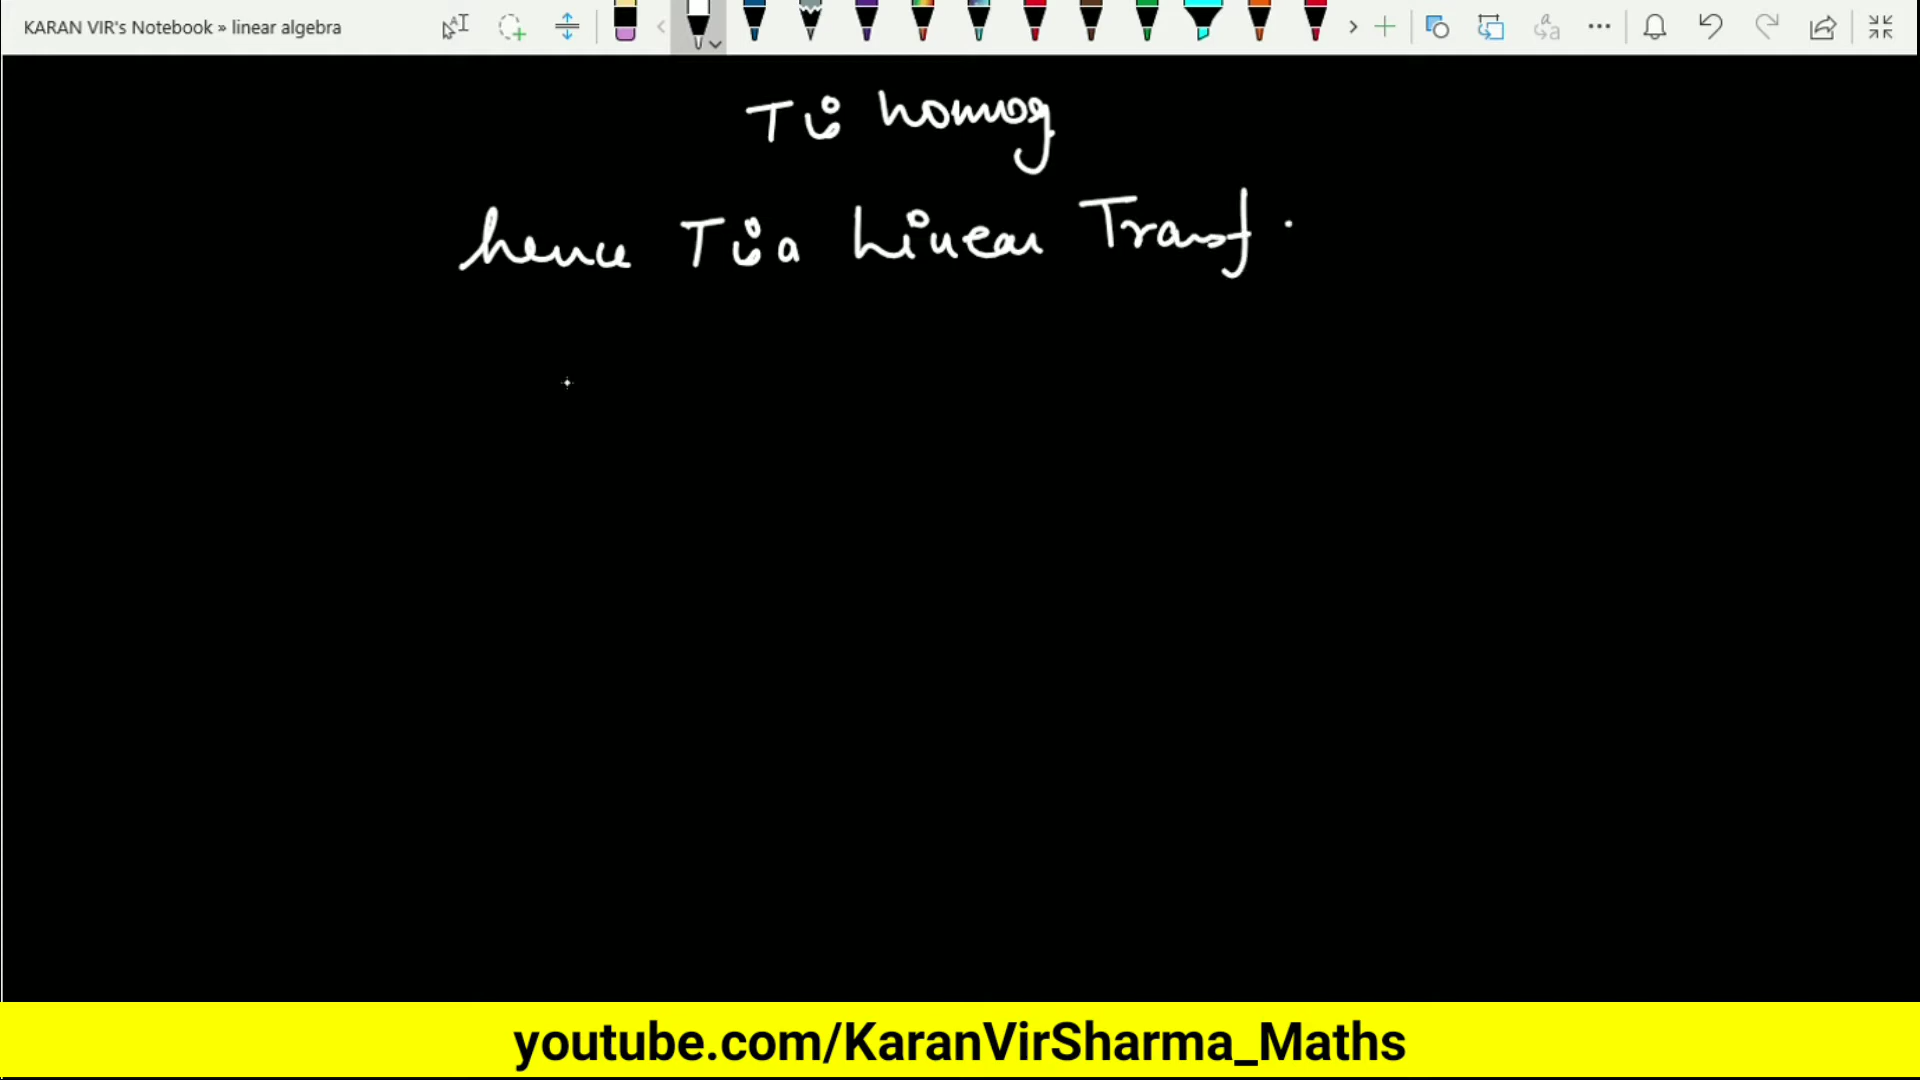 KARAN VIR's Notebook » linear algebra
T is homog
hence T is a Linear Transf.
youtube.com/KaranVirSharma_Maths